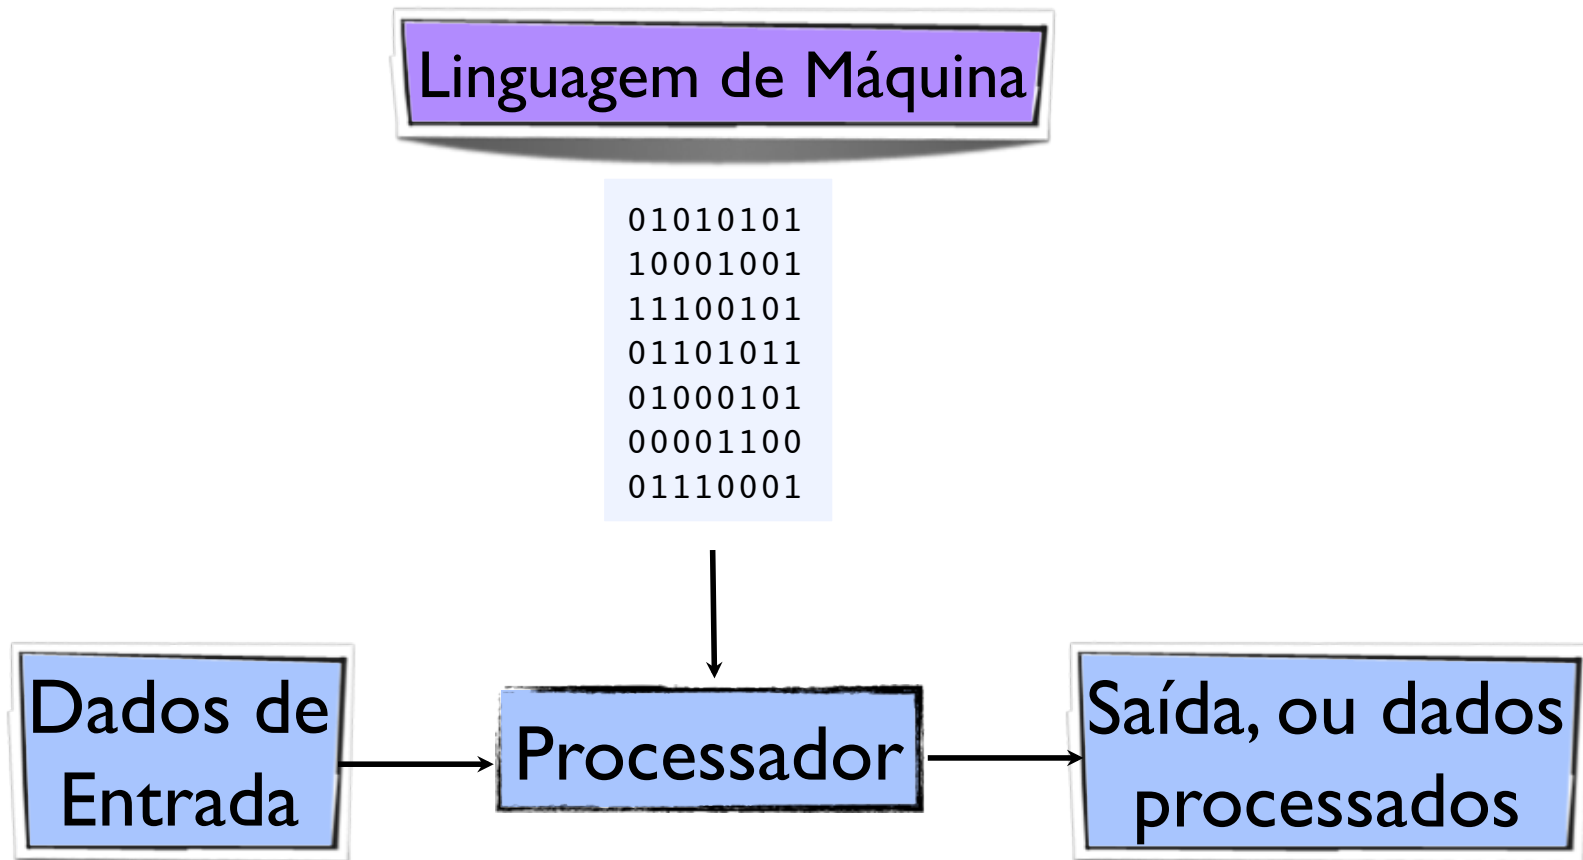 Linguagem de Máquina
01010101
10001001
11100101
01101011
01000101
00001100
01110001
Dados de
Entrada
Processador
Saída, ou dados
processados